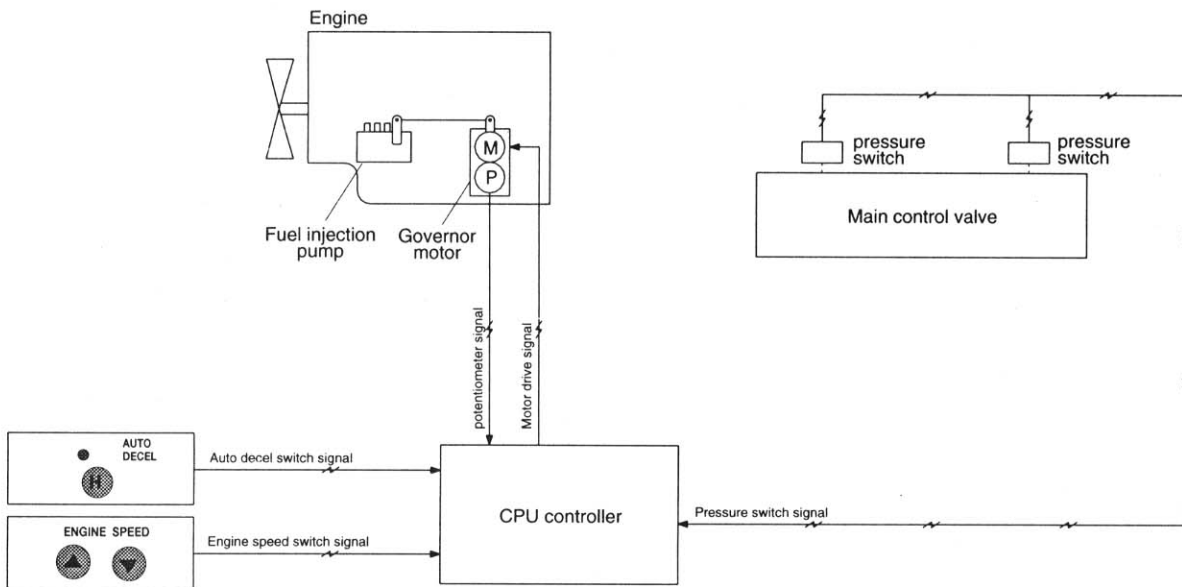 Engine
M
P
Fuel injection
pump
Governor
motor
pressure
switch
pressure
switch
Main control valve
potentiometer signal
Motor drive signal
AUTO
DECEL
H
Auto decel switch signal
ENGINE SPEED
Engine speed switch signal
CPU controller
Pressure switch signal